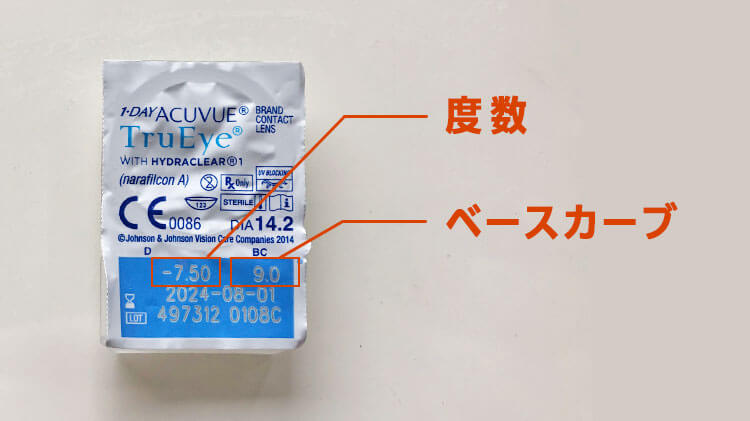 1·DAY ACUVUE® BRAND CONTACT LENS
TruEye®
WITH HYDRACLEAR®1
(narafilcon A) Rx Only UV BLOCKING
123 STERILE i
CE 0086 DIA 14.2
©Johnson & Johnson Vision Care Companies 2014
D BC
-7.50 9.0
2024-08-01
LOT 497312 0108C
度数
ベースカーブ